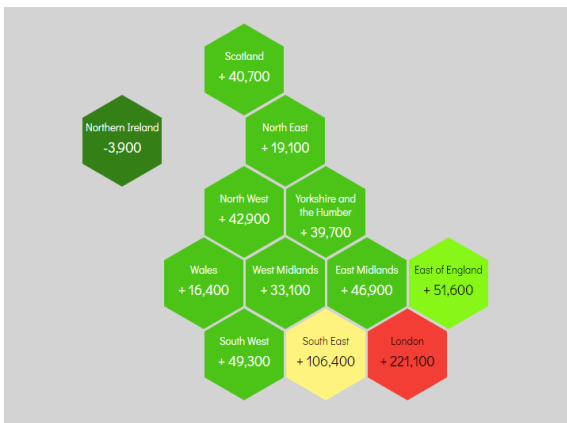 Scotland
+ 40,700
Northern Ireland
-3,900
North East
+ 19,100
North West
+ 42,900
Yorkshire and
the Humber
+ 39,700
Wales
+ 16,400
West Midlands
+ 33,100
East Midlands
+ 46,900
East of England
+ 51,600
South West
+ 49,300
South East
+ 106,400
London
+ 221,100